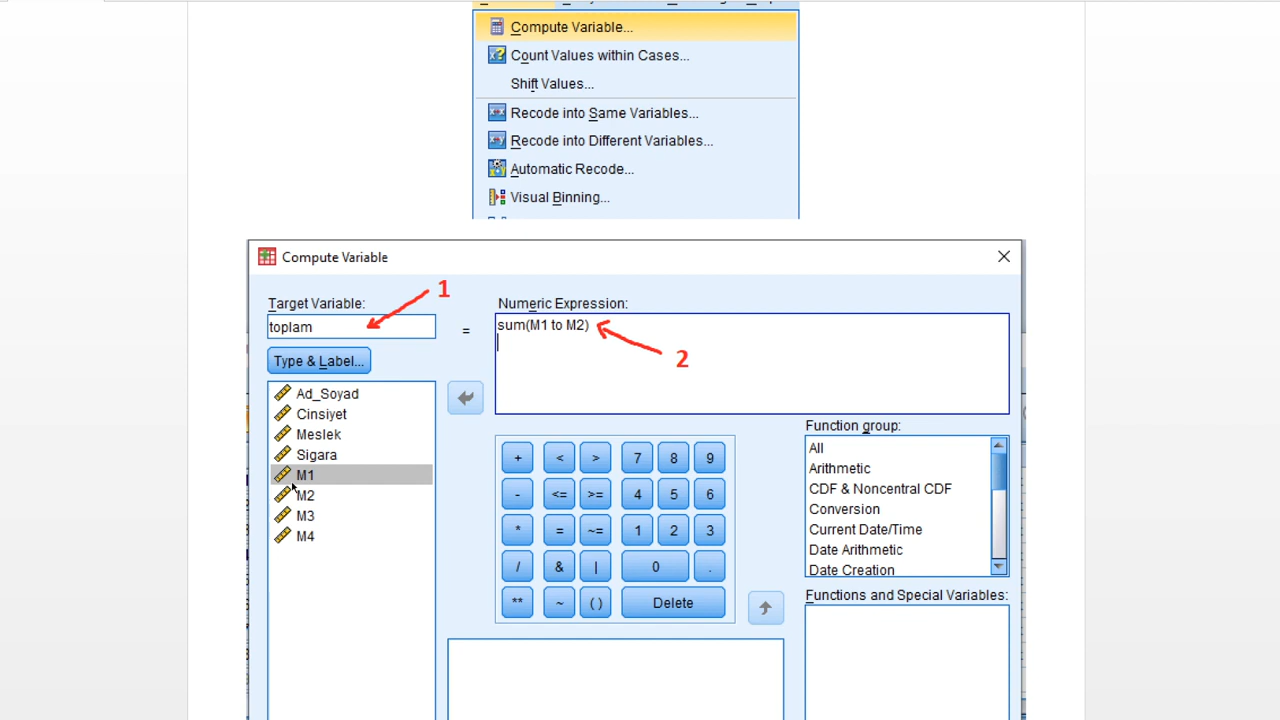 Compute Variable...
Count Values within Cases...
Shift Values...
Recode into Same Variables...
Recode into Different Variables...
Automatic Recode...
Visual Binning...
Compute Variable
1
Target Variable:
toplam
=
Numeric Expression:
sum(M1 to M2)
2
Type & Label...
Ad_Soyad
Cinsiyet
Meslek
Sigara
M1
M2
M3
M4
+ < > 7 8 9
- <= >= 4 5 6
* = ~= 1 2 3
/ & | 0 .
** ~ ( ) Delete
Function group:
All
Arithmetic
CDF & Noncentral CDF
Conversion
Current Date/Time
Date Arithmetic
Date Creation
Functions and Special Variables: